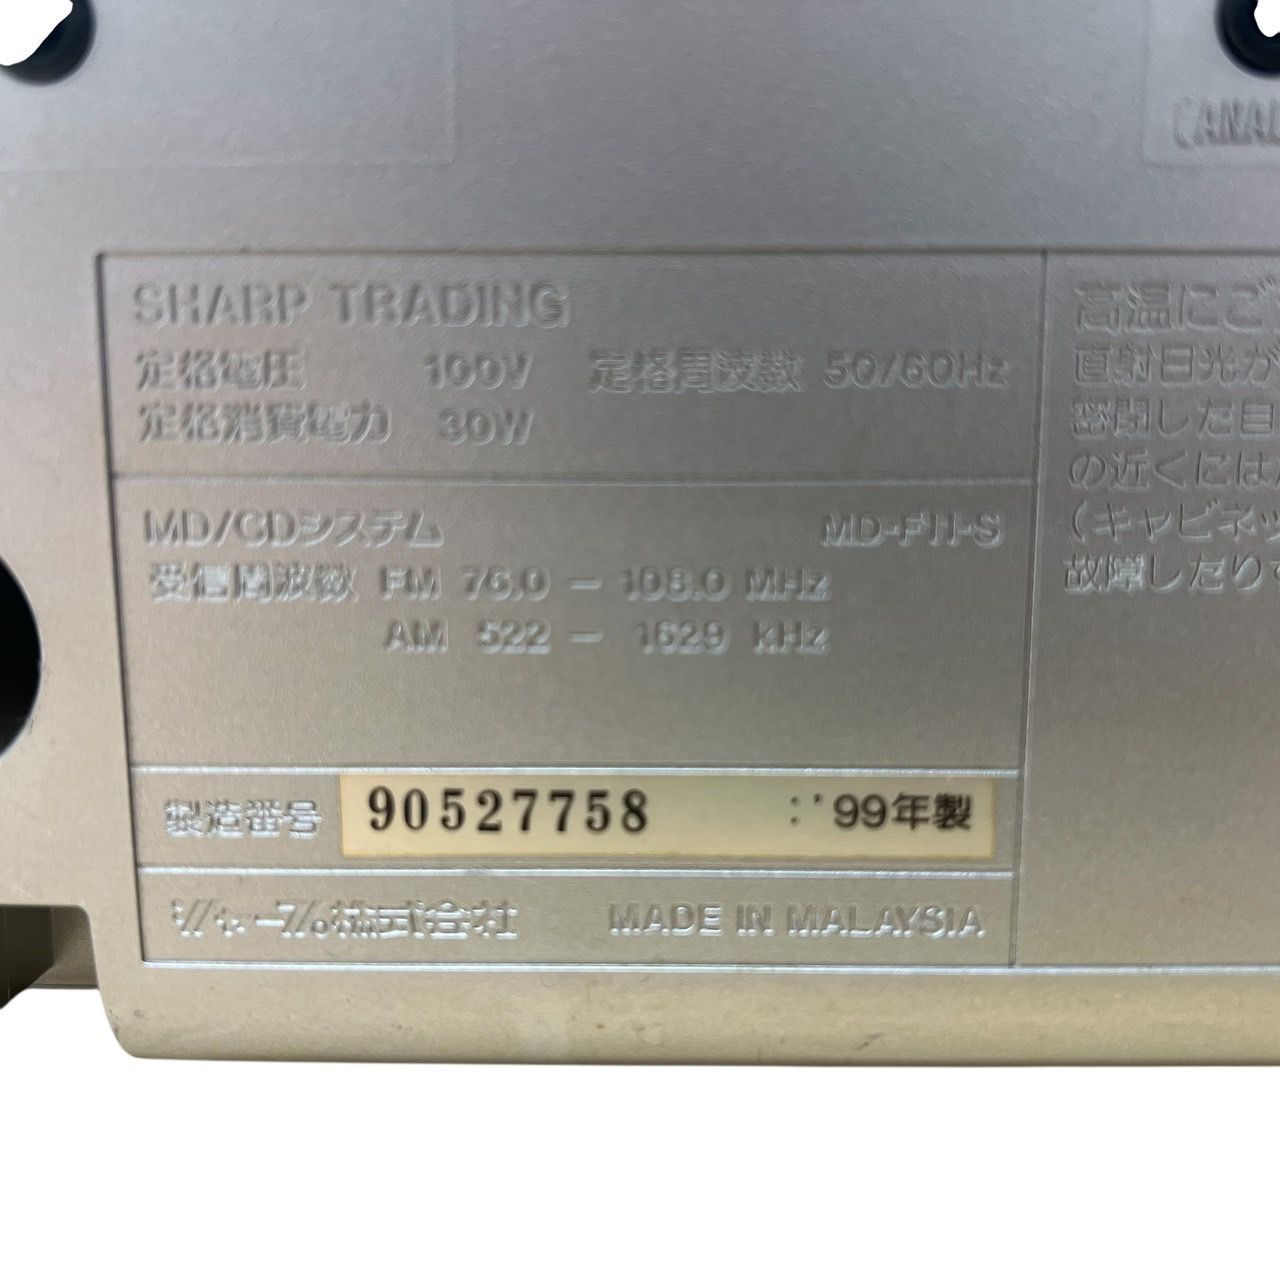 (ANAL
SHARP TRADING
定格電圧 100V 定格周波数 50/60Hz
定格消費電力 30W
MD/CDシステム MD-F11-S
受信周波数 FM 76.0 − 108.0 MHz
AM 522 − 1629 kHz
製造番号 90527758 :'99年製
シャープ株式会社 MADE IN MALAYSIA
高温にご
直射日光が
密閉した自
の近くには
(キャビネッ
故障したりす